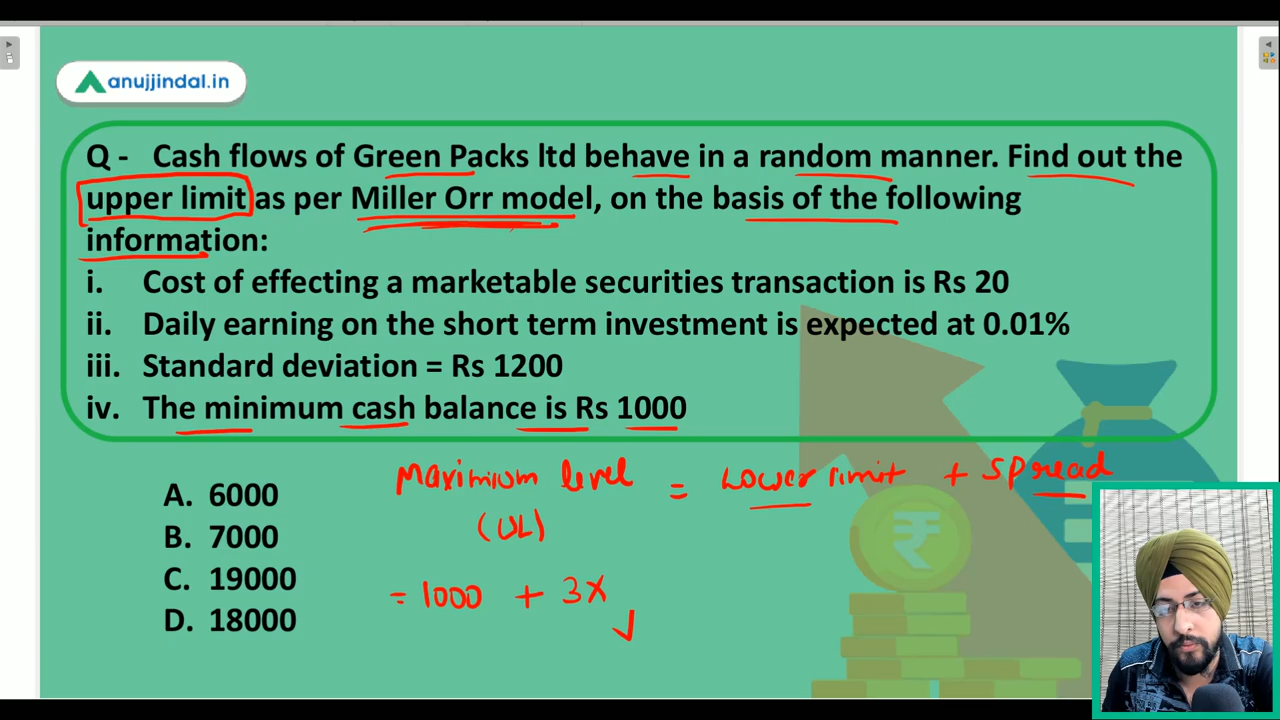 anujjindal.in
Q - Cash flows of Green Packs ltd behave in a random manner. Find out the
upper limit as per Miller Orr model, on the basis of the following
information:
i. Cost of effecting a marketable securities transaction is Rs 20
ii. Daily earning on the short term investment is expected at 0.01%
iii. Standard deviation = Rs 1200
iv. The minimum cash balance is Rs 1000
A. 6000
B. 7000
C. 19000
D. 18000
Maximium level = Lower limit + Spread
(UL)
= 1000 + 3X